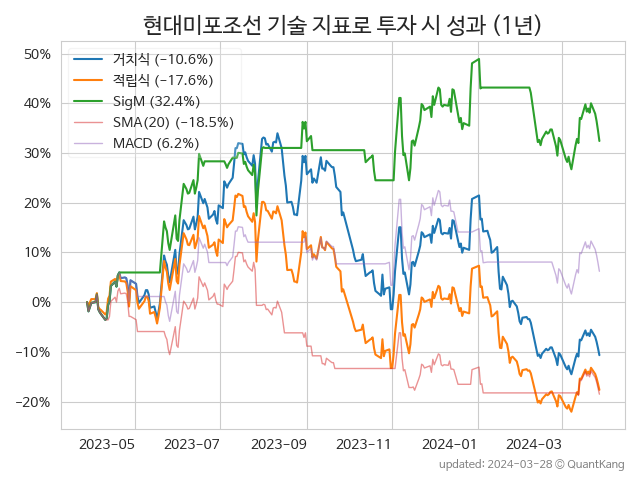 현대미포조선 기술 지표로 투자 시 성과 (1년)
거치식 (−10.6%)
적립식 (−17.6%)
SigM (32.4%)
SMA(20) (−18.5%)
MACD (6.2%)
50%
40%
30%
20%
10%
0%
−10%
−20%
2023-05 2023-07 2023-09 2023-11 2024-01 2024-03
updated: 2024-03-28 © QuantKang